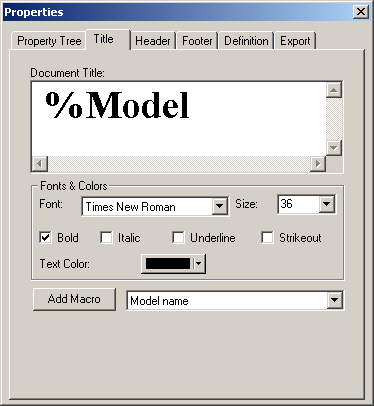 Properties
Property Tree Title Header Footer Definition Export
Document Title:
%Model
Fonts & Colors
Font: Times New Roman Size: 36
Bold Italic Underline Strikeout
Text Color:
Add Macro Model name